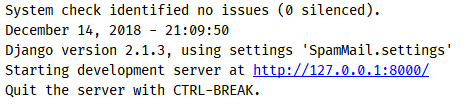 System check identified no issues (0 silenced).
December 14, 2018 - 21:09:50
Django version 2.1.3, using settings 'SpamMail.settings'
Starting development server at http://127.0.0.1:8000/
Quit the server with CTRL-BREAK.